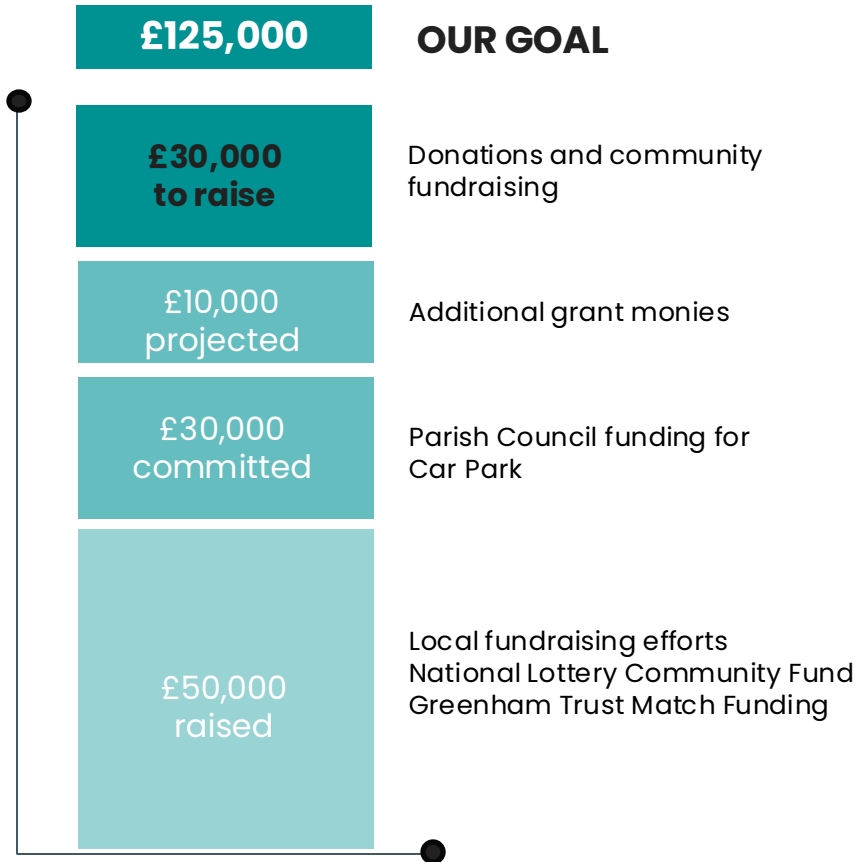 £125,000 OUR GOAL
£30,000
to raise
Donations and community
fundraising
£10,000
projected
Additional grant monies
£30,000
committed
Parish Council funding for
Car Park
£50,000
raised
Local fundraising efforts
National Lottery Community Fund
Greenham Trust Match Funding